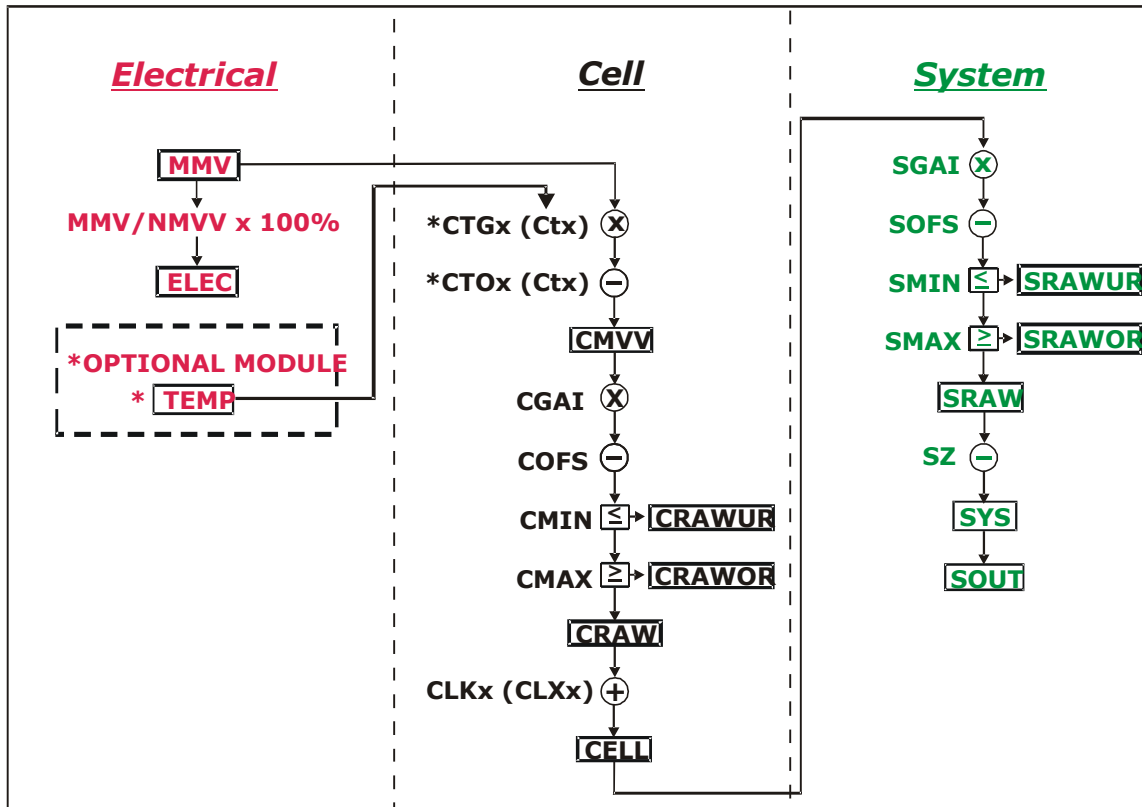 Electrical
MMV
MMV/NMVV x 100%
ELEC
*OPTIONAL MODULE
* TEMP
Cell
*CTGx (Ctx) x
*CTOx (Ctx) −
CMVV
CGAI x
COFS −
CMIN ≤ CRAWUR
CMAX ≥ CRAWOR
CRAW
CLKx (CLXx) +
CELL
System
SGAI x
SOFS −
SMIN ≤ SRAWUR
SMAX ≥ SRAWOR
SRAW
SZ −
SYS
SOUT